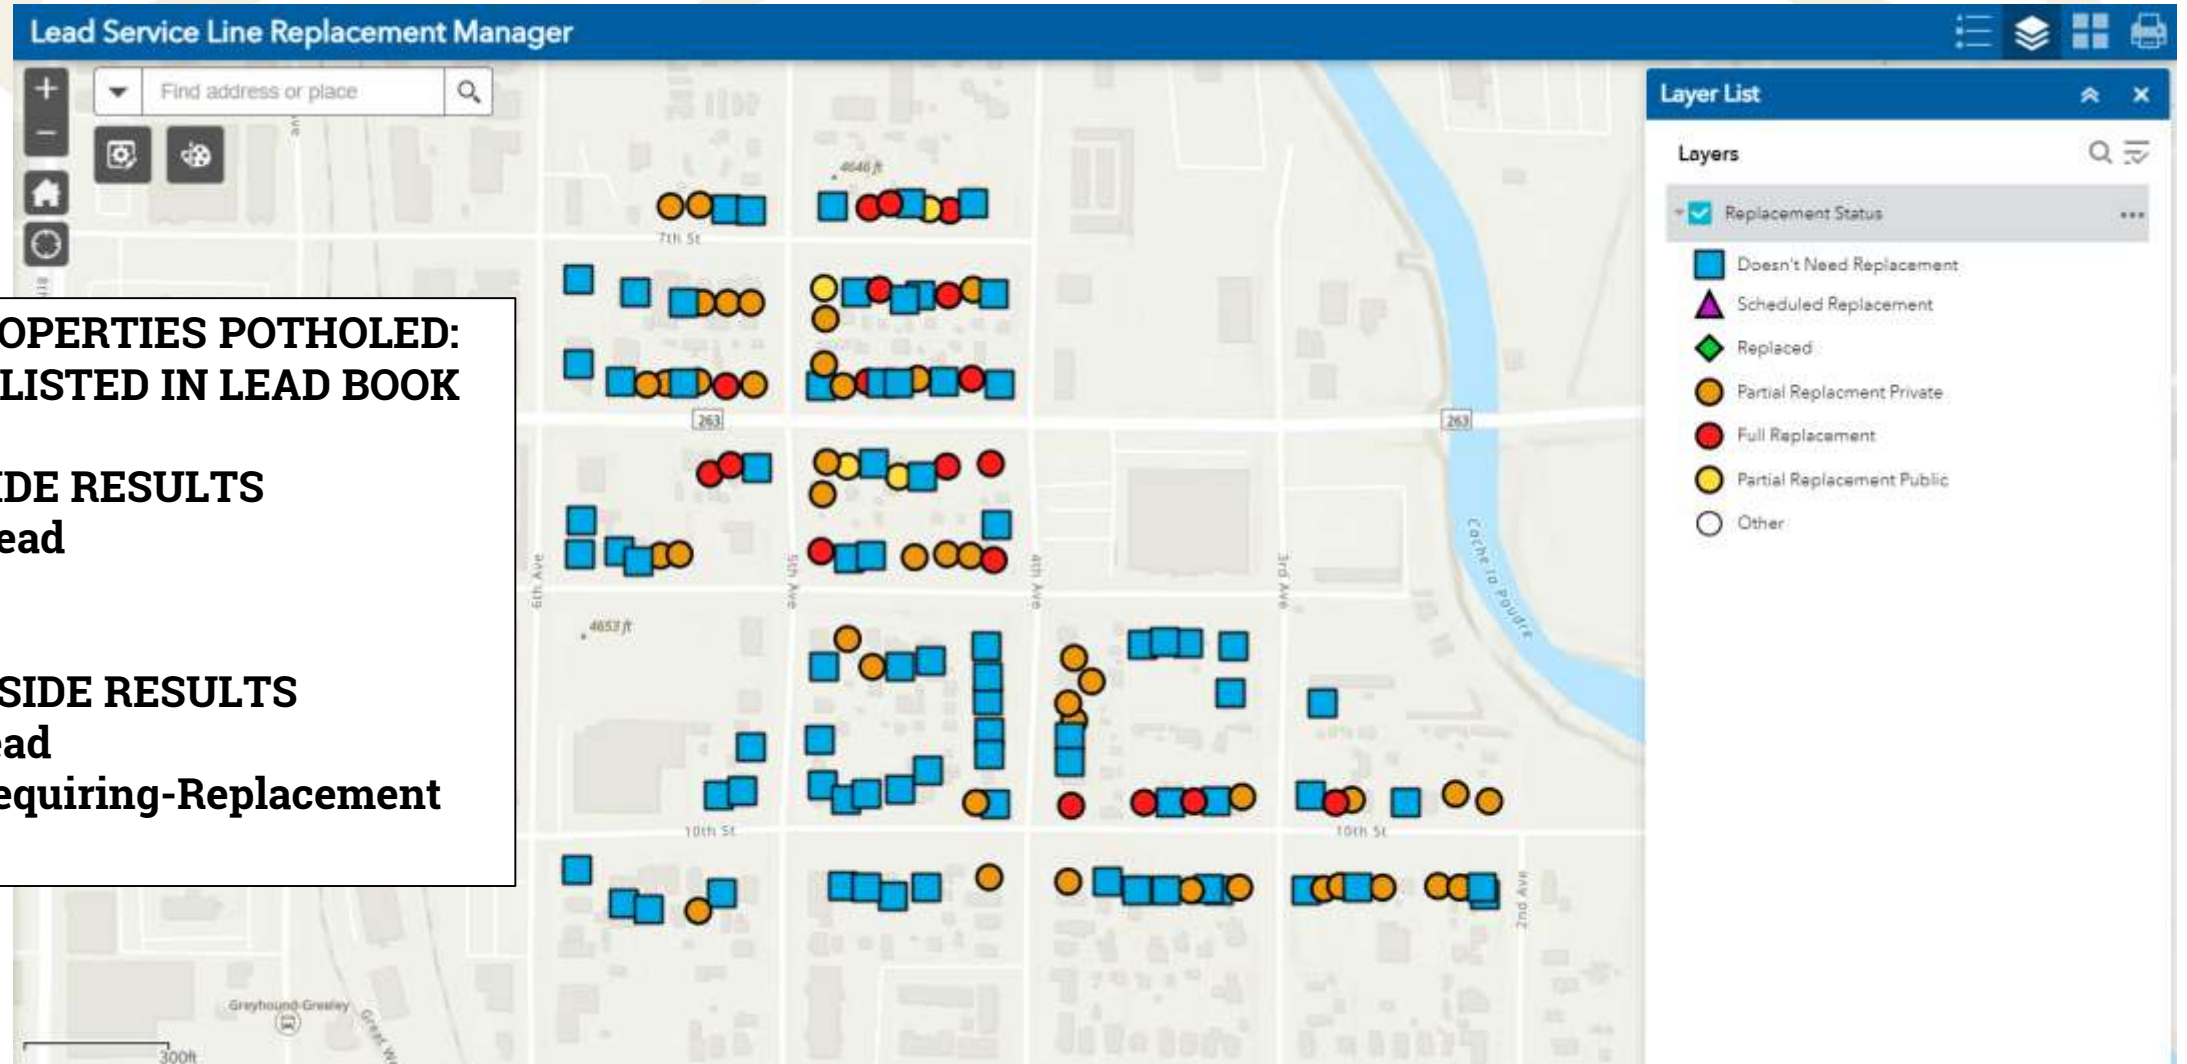 Lead Service Line Replacement Manager
Find address or place
Layer List
Layers
Replacement Status
Doesn't Need Replacement
Scheduled Replacement
Replaced
Partial Replacment Private
Full Replacement
Partial Replacement Public
Other
OPERTIES POTHOLED:
LISTED IN LEAD BOOK
IDE RESULTS
ead
SIDE RESULTS
ead
equiring-Replacement
4646 ft
7th St
263
263
6th Ave
5th Ave
4th Ave
3rd Ave
Cache la Poudre
4653 ft
10th St
10th St
2nd Ave
Greyhound-Greeley
Great W
300ft